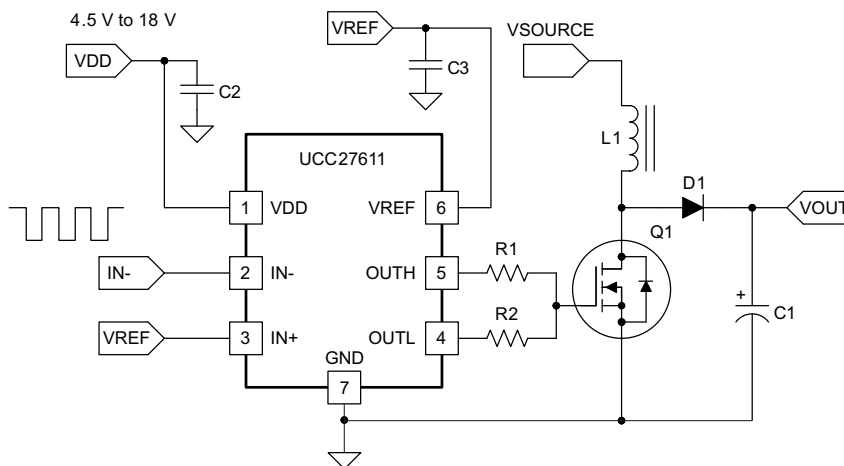 4.5 V to 18 V
VREF
VSOURCE
VDD
C2
C3
L1
UCC27611
D1
1
VDD
VREF
6
VOUT
Q1
R1
IN-
2
IN-
OUTH
5
+
C1
R2
VREF
3
IN+
OUTL
4
GND
7